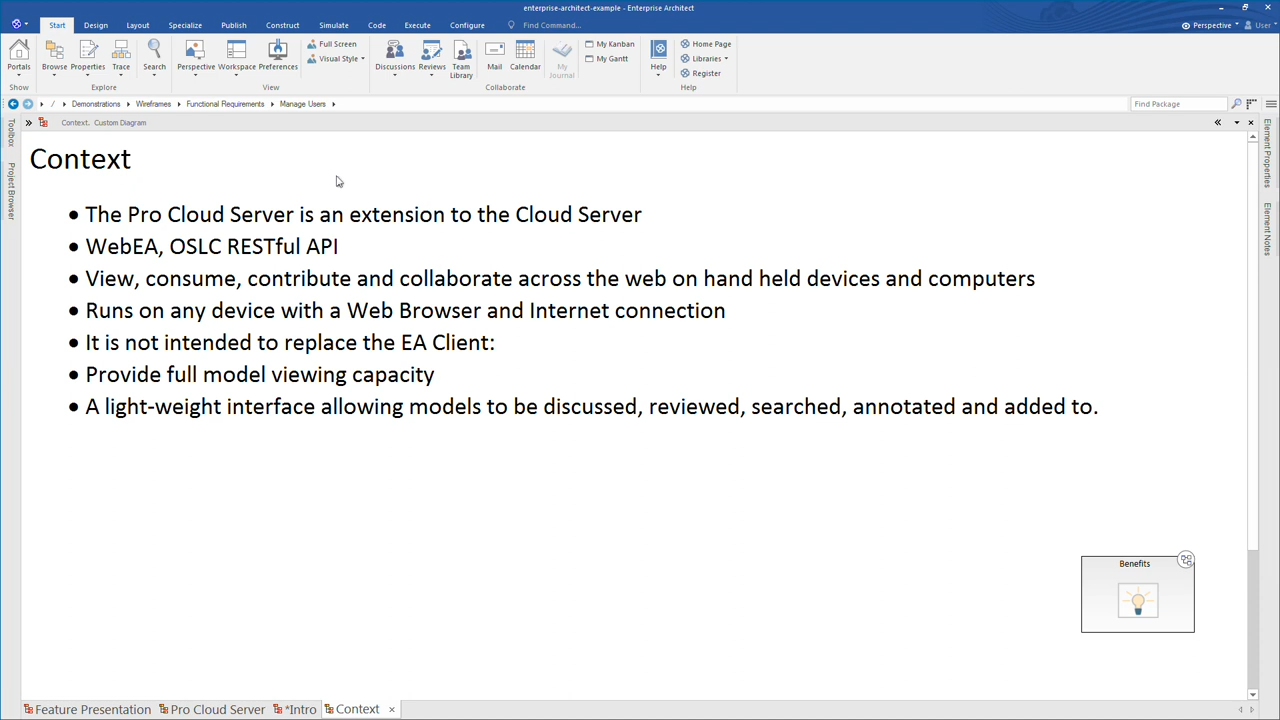 enterprise-architect-example - Enterprise Architect
Start Design Layout Specialize Publish Construct Simulate Code Execute Configure Find Command... Perspective User
Portals Browse Properties Trace Search Perspective Workspace Preferences Full Screen Visual Style Discussions Reviews Team Library Mail Calendar My Journal My Kanban My Gantt Help Home Page Libraries Register
Show Explore View Collaborate Help
/ Demonstrations Wireframes Functional Requirements Manage Users Find Package
Context. Custom Diagram
Toolbox
Project Browser
Element Properties
Element Notes
Context
• The Pro Cloud Server is an extension to the Cloud Server
• WebEA, OSLC RESTful API
• View, consume, contribute and collaborate across the web on hand held devices and computers
• Runs on any device with a Web Browser and Internet connection
• It is not intended to replace the EA Client:
• Provide full model viewing capacity
• A light-weight interface allowing models to be discussed, reviewed, searched, annotated and added to.
Benefits
Feature Presentation Pro Cloud Server *Intro Context